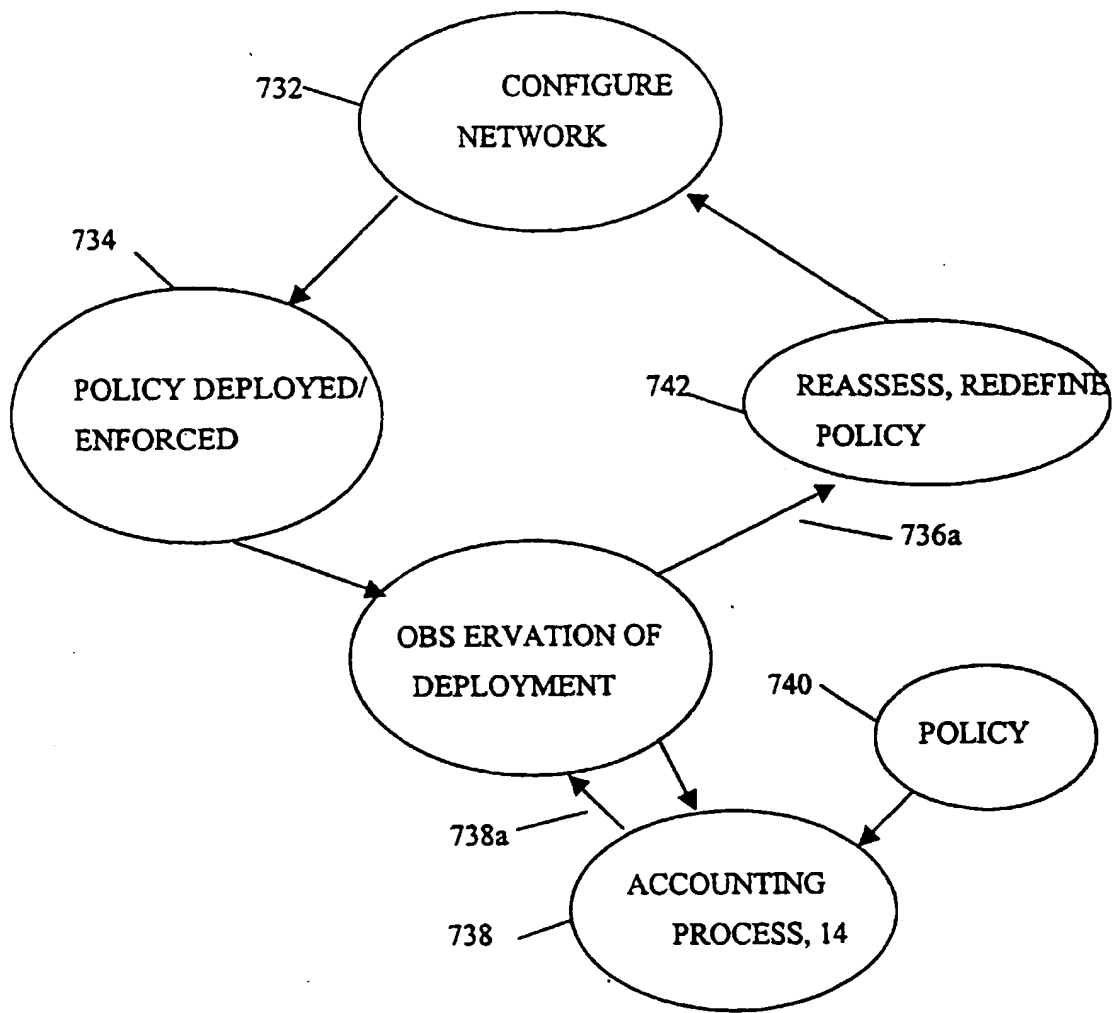 732
CONFIGURE
NETWORK
734
POLICY DEPLOYED/
ENFORCED
742
REASSESS, REDEFINE
POLICY
736a
OBS ERVATION OF
DEPLOYMENT
740
POLICY
738a
738
ACCOUNTING
PROCESS, 14